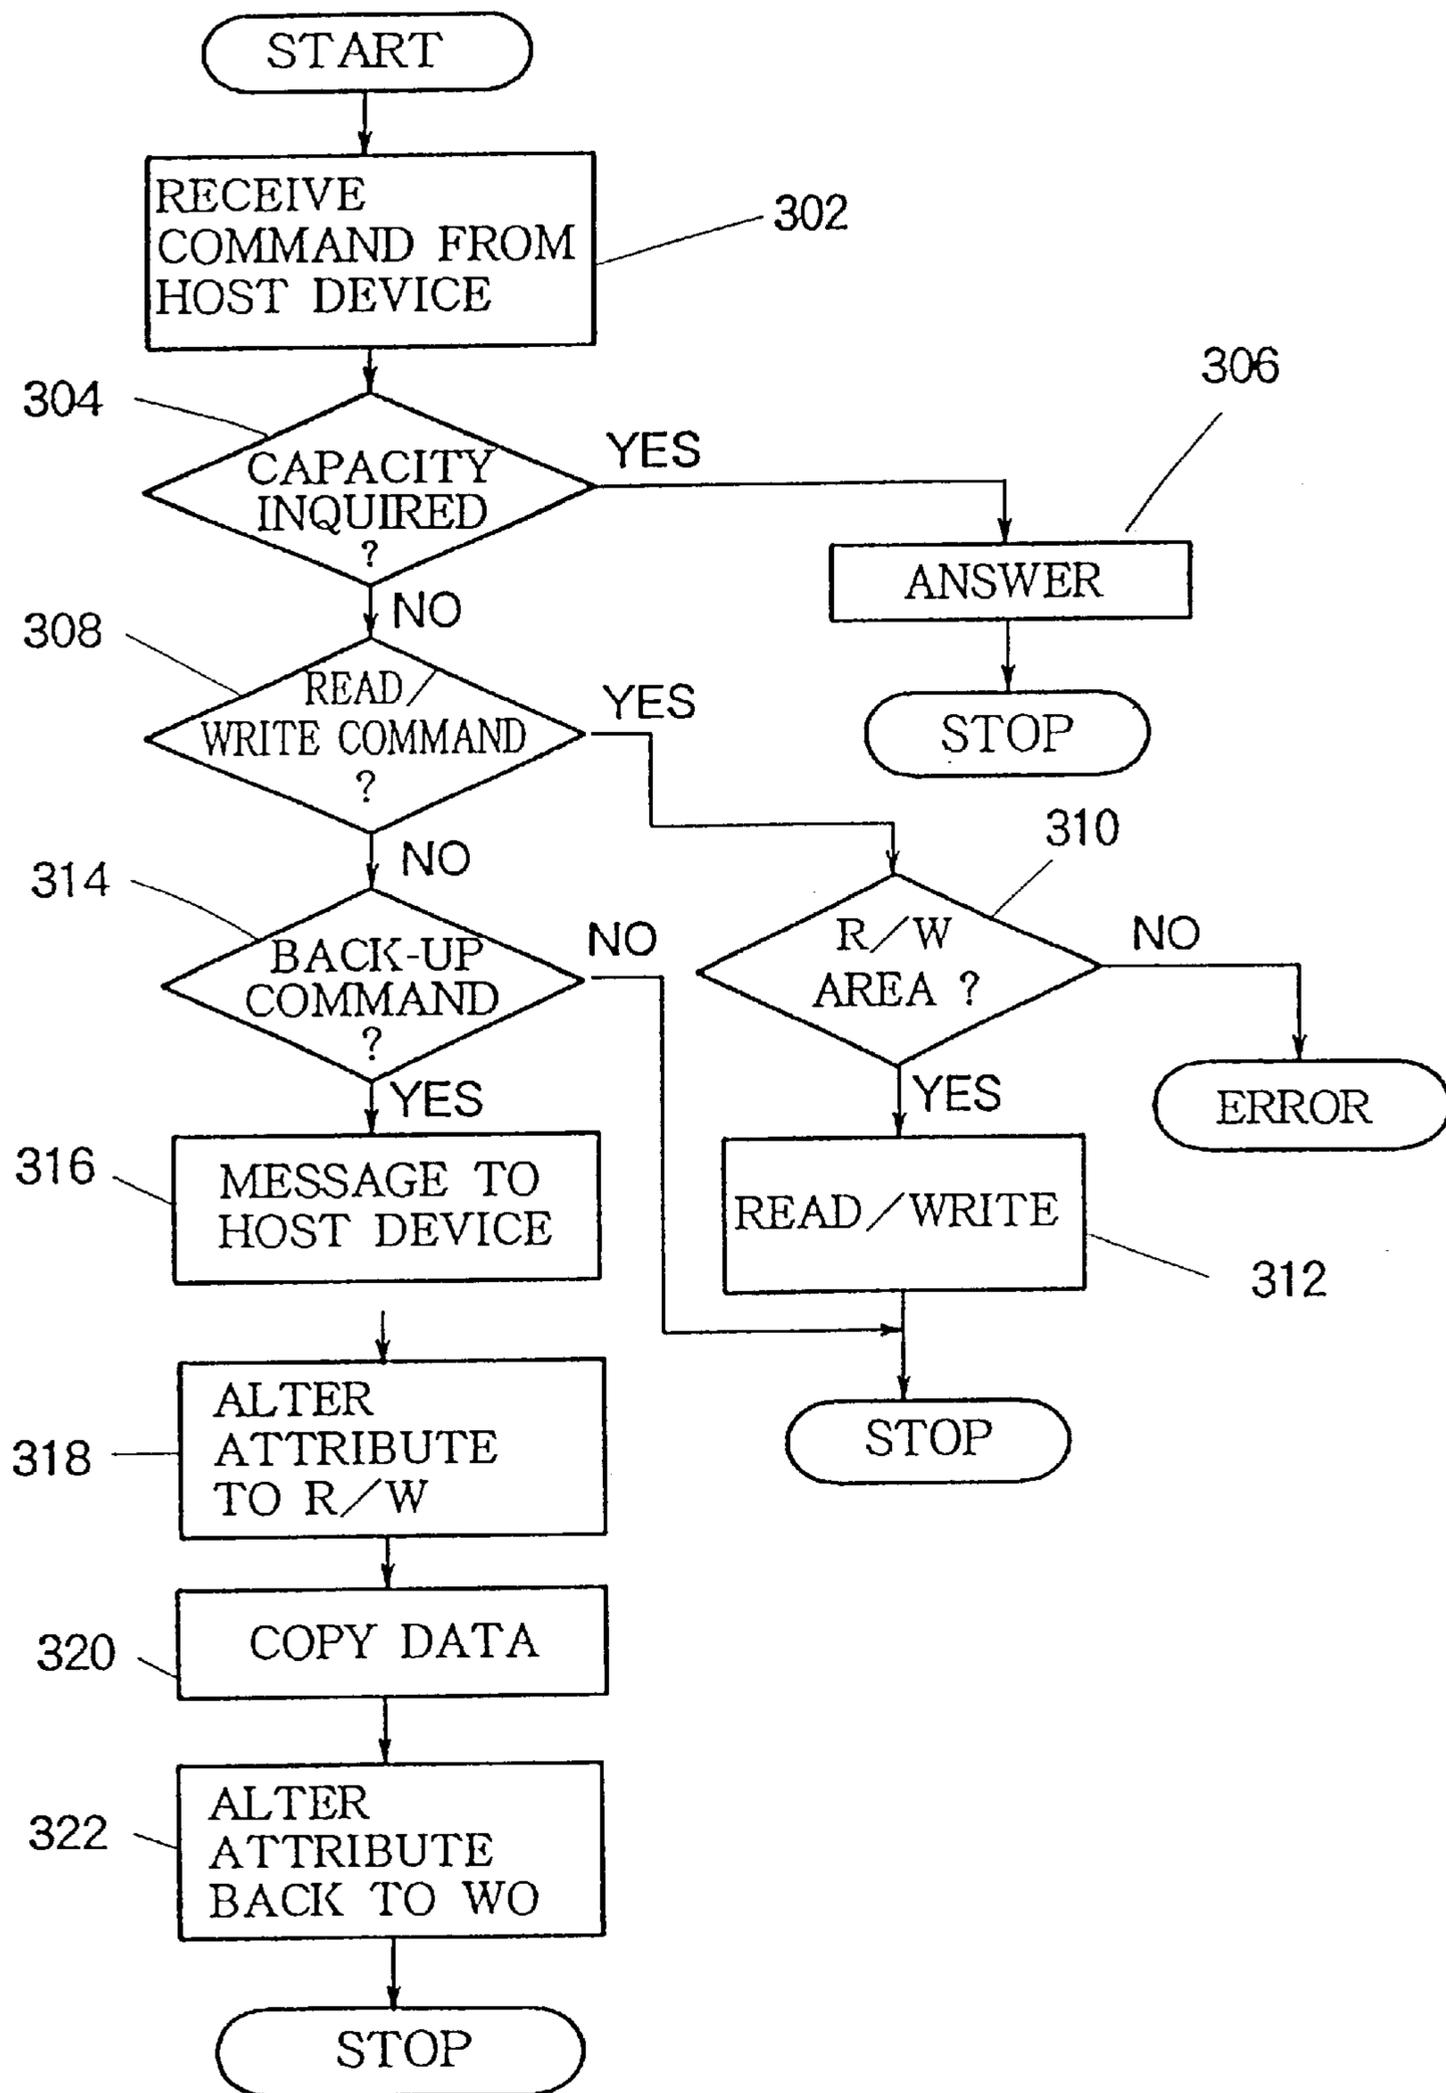 START
RECEIVE
COMMAND FROM
HOST DEVICE
302
304
CAPACITY
INQUIRED
?
YES
306
ANSWER
STOP
NO
308
READ/
WRITE COMMAND
?
YES
310
R/W
AREA ?
NO
ERROR
YES
READ/WRITE
312
STOP
NO
314
BACK-UP
COMMAND
?
NO
YES
316
MESSAGE TO
HOST DEVICE
318
ALTER
ATTRIBUTE
TO R/W
320
COPY DATA
322
ALTER
ATTRIBUTE
BACK TO WO
STOP